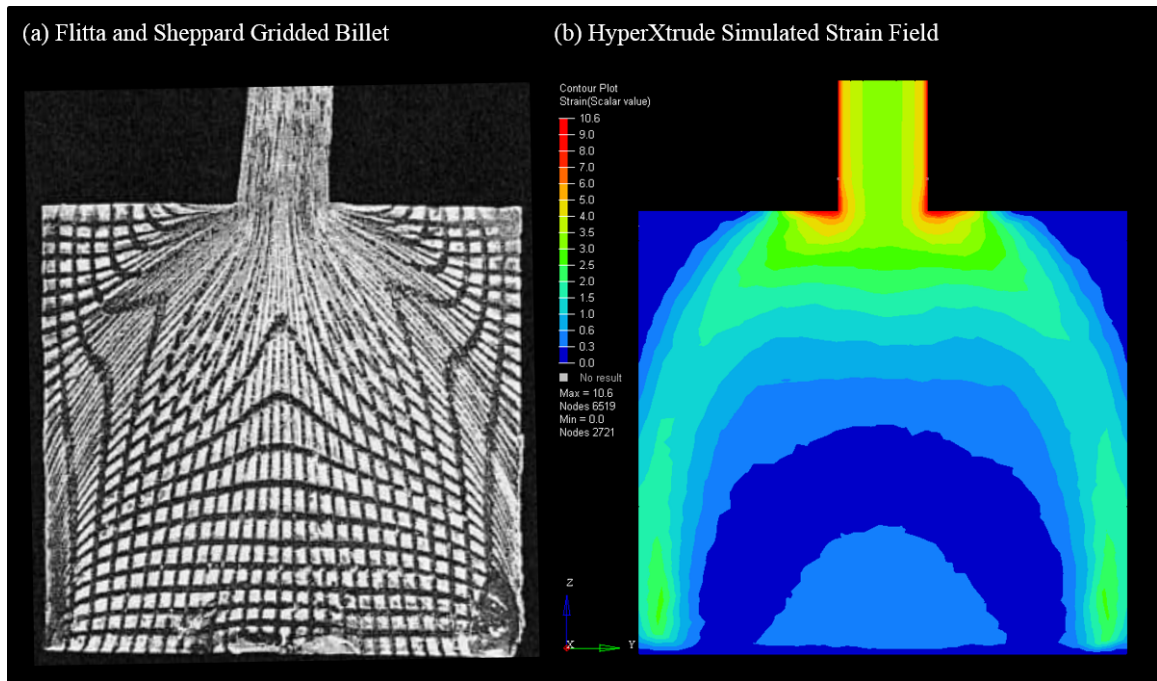 (a) Flitta and Sheppard Gridded Billet
(b) HyperXtrude Simulated Strain Field
Contour Plot
Strain(Scalar value)
10.6
9.0
8.0
7.0
6.0
5.0
4.0
3.5
3.0
2.5
2.0
1.5
1.0
0.6
0.3
0.0
No result
Max = 10.6
Nodes 6519
Min = 0.0
Nodes 2721
Z
X
Y